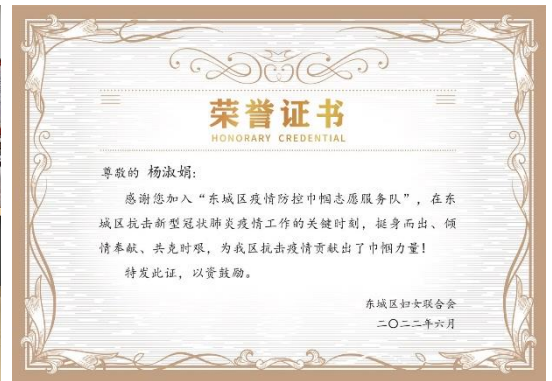 荣誉证书
HONORARY CREDENTIAL
尊敬的 杨淑娟:
感谢您加入“东城区疫情防控巾帼志愿服务队”，在东
城区抗击新型冠状肺炎疫情工作的关健时刻，挺身而出、倾
情奉献、共克时艰，为我区抗击疫情贡献出了巾帼力量！
特发此证，以资鼓励。
东城区妇女联合会
二〇二二年六月